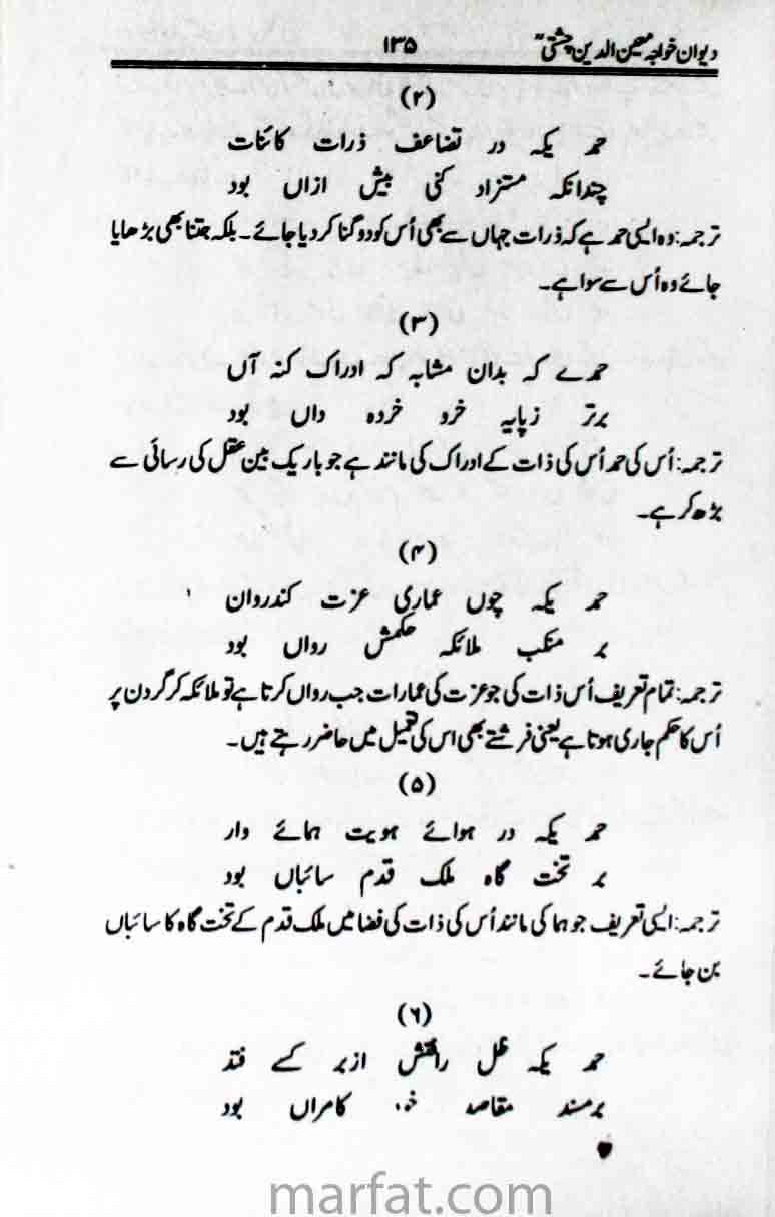 دیوان خواجہ معین الدین چشتیؒ ۱۳۵
(۲)
حمد یکہ در تضاعف ذرات کائنات
چندانکہ مستزاد کنی بیش ازاں بود
ترجمہ: وہ ایسی حمد ہے کہ ذرات جہاں سے بھی اُس کو دوگنا کر دیا جائے۔ بلکہ جتنا بھی بڑھایا
جائے وہ اُس سے سوا ہے۔
(۳)
حمدے کہ بدان مشابہ کہ ادراک کنہ آں
برتر زپایہ خرد خردہ داں بود
ترجمہ: اُس کی حمد اُس کی ذات کے ادراک کی مانند ہے جو باریک بین عقل کی رسائی سے
بڑھ کر ہے۔
(۴)
حمد یکہ چوں عماری عزت کندروان
بر منکب ملائکہ حکمش رواں بود
ترجمہ: تمام تعریف اُس ذات کی جو عزت کی عمارات جب رواں کرتا ہے تو ملائکہ کر گردن پر
اُس کا حکم جاری ہوتا ہے یعنی فرشتے بھی اس کی تعمیل میں حاضر رہتے ہیں۔
(۵)
حمد یکہ در ہوائے ہویت ہمائے وار
بر تخت گاہ ملک قدم سائباں بود
ترجمہ: ایسی تعریف جو ہما کی مانند اُس کی ذات کی فضا میں ملک قدم کے تخت گاہ کا سائباں
بن جائے۔
(۶)
حمد یکہ ظل رافتش ازبر کسے فتد
برمسند مقاصد خود کامراں بود
marfat.com